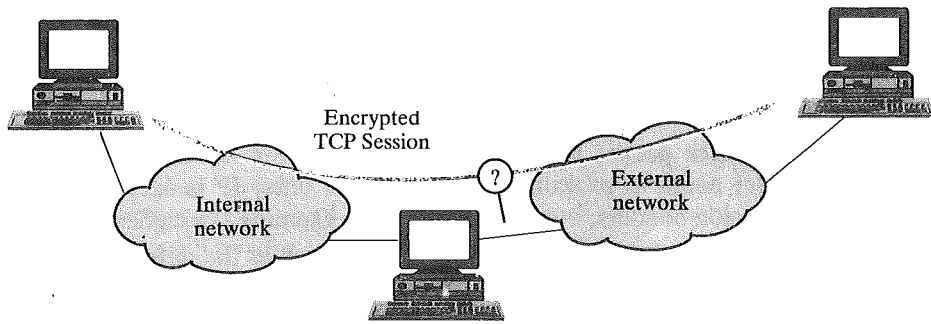 Encrypted
TCP Session
?
Internal
network
External
network